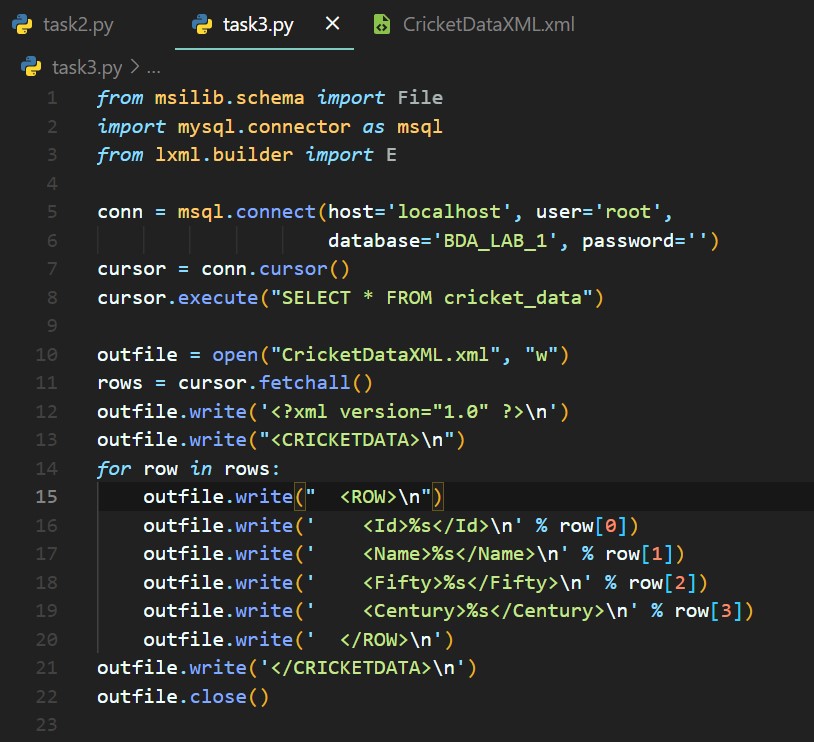 task2.py task3.py × CricketDataXML.xml
task3.py > ...
1 from msilib.schema import File
2 import mysql.connector as msql
3 from lxml.builder import E
4
5 conn = msql.connect(host='localhost', user='root',
6                     database='BDA_LAB_1', password='')
7 cursor = conn.cursor()
8 cursor.execute("SELECT * FROM cricket_data")
9
10 outfile = open("CricketDataXML.xml", "w")
11 rows = cursor.fetchall()
12 outfile.write('<?xml version="1.0" ?>\n')
13 outfile.write("<CRICKETDATA>\n")
14 for row in rows:
15     outfile.write("  <ROW>\n")
16     outfile.write('    <Id>%s</Id>\n' % row[0])
17     outfile.write('    <Name>%s</Name>\n' % row[1])
18     outfile.write('    <Fifty>%s</Fifty>\n' % row[2])
19     outfile.write('    <Century>%s</Century>\n' % row[3])
20     outfile.write('  </ROW>\n')
21 outfile.write('</CRICKETDATA>\n')
22 outfile.close()
23